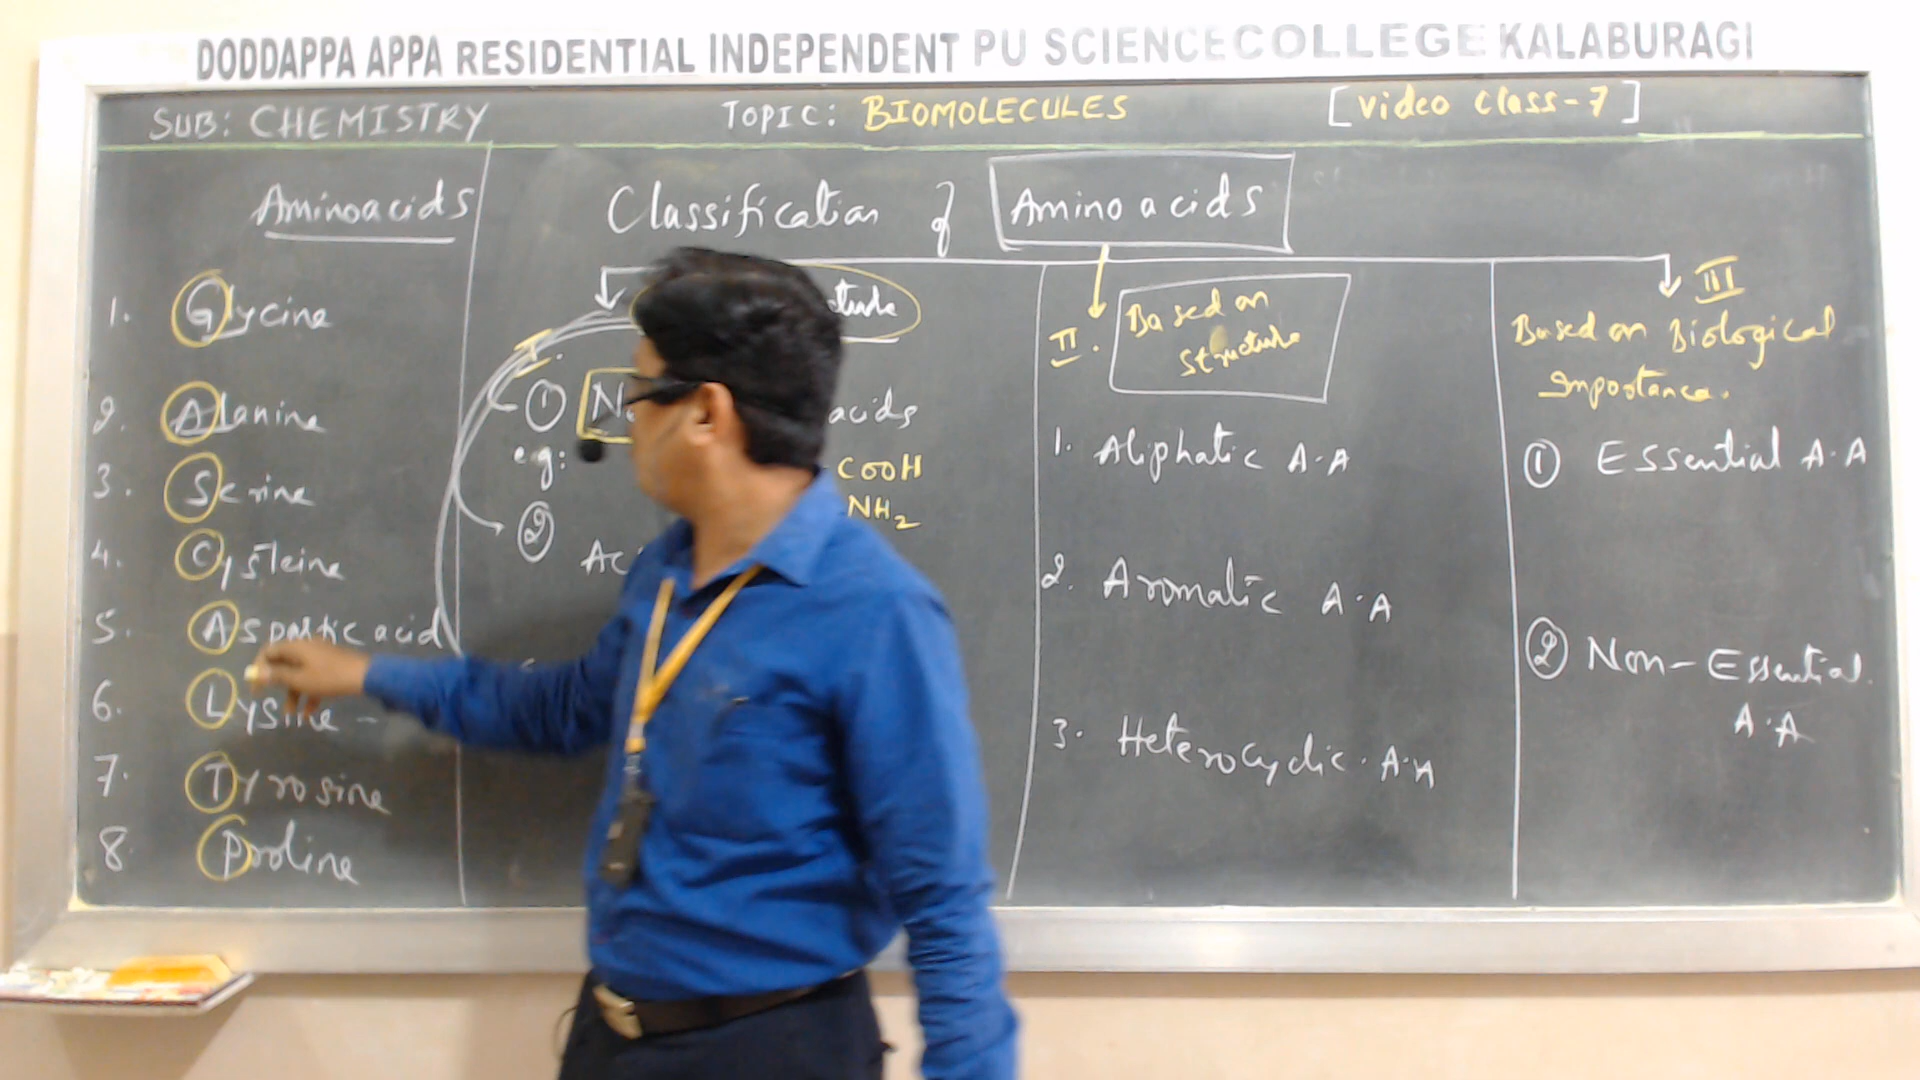 DODDAPPA APPA RESIDENTIAL INDEPENDENT PU SCIENCE COLLEGE KALABURAGI
SUB: CHEMISTRY
TOPIC: BIOMOLECULES
[Video Class-7]
Aminoacids
1. Glycine
2. Alanine
3. Serine
4. Cysteine
5. Aspartic acid
6. Lysine -
7. Tyrosine
8. Proline
Classification of Aminoacids
I.
①
acids
eg:
COOH
NH2
②
II. Based on
Structure
1. Aliphatic A.A
2. Aromatic A.A
3. Heterocyclic. A.A
III
Based on Biological
Importance.
① Essential A.A
② Non-Essential
A.A